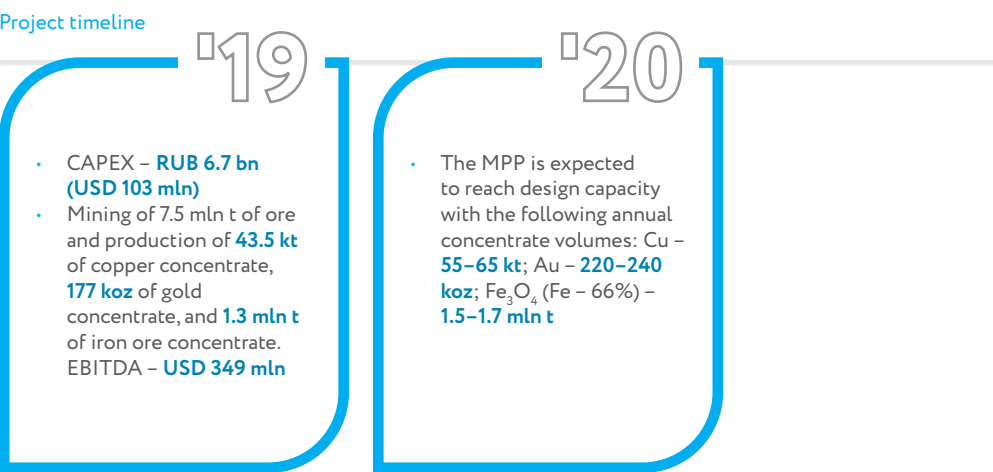 Project timeline
'19
• CAPEX – RUB 6.7 bn
(USD 103 mln)
• Mining of 7.5 mln t of ore
and production of 43.5 kt
of copper concentrate,
177 koz of gold
concentrate, and 1.3 mln t
of iron ore concentrate.
EBITDA – USD 349 mln
'20
• The MPP is expected
to reach design capacity
with the following annual
concentrate volumes: Cu –
55–65 kt; Au – 220–240
koz; Fe₃O₄ (Fe – 66%) –
1.5–1.7 mln t